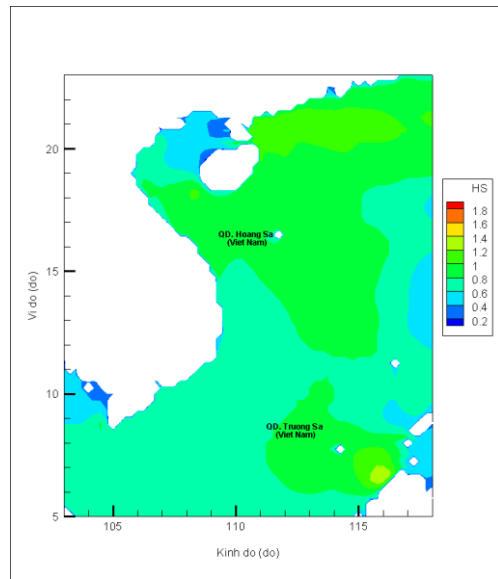 HS
1.8
1.6
1.4
1.2
1
0.8
0.6
0.4
0.2
20
15
10
5
Vi do (do)
QD. Hoang Sa
(Viet Nam)
QD. Truong Sa
(Viet Nam)
105
110
115
Kinh do (do)